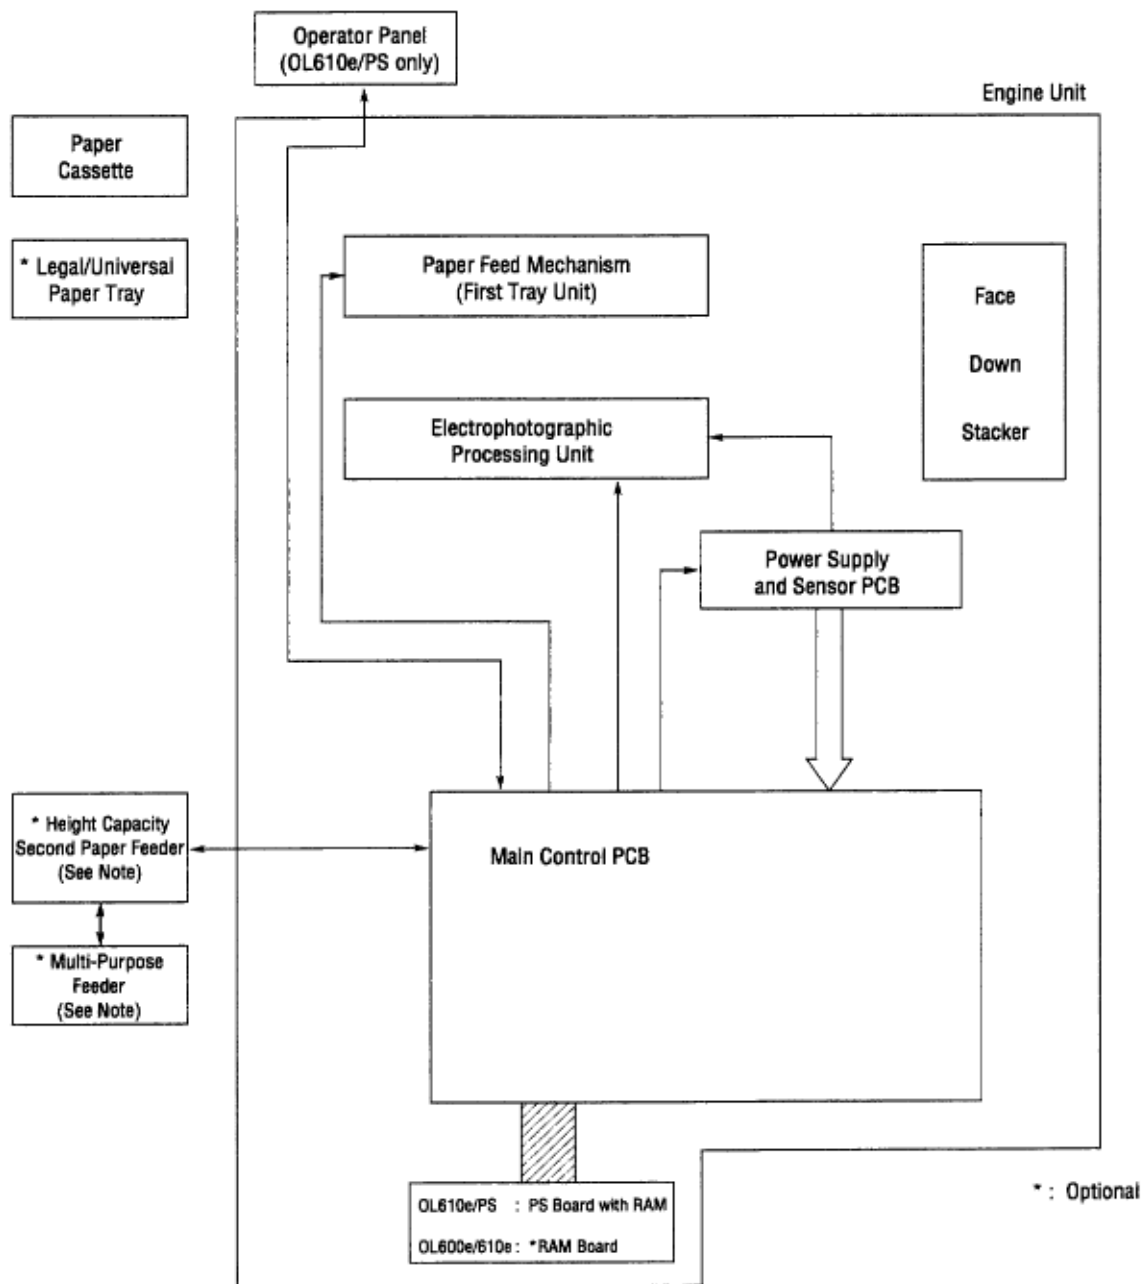 Operator Panel
(OL610e/PS only)
Engine Unit
Paper
Cassette
* Legal/Universal
Paper Tray
Paper Feed Mechanism
(First Tray Unit)
Face
Down
Stacker
Electrophotographic
Processing Unit
Power Supply
and Sensor PCB
* Height Capacity
Second Paper Feeder
(See Note)
Main Control PCB
* Multi-Purpose
Feeder
(See Note)
OL610e/PS : PS Board with RAM
OL600e/610e : *RAM Board
* : Optional